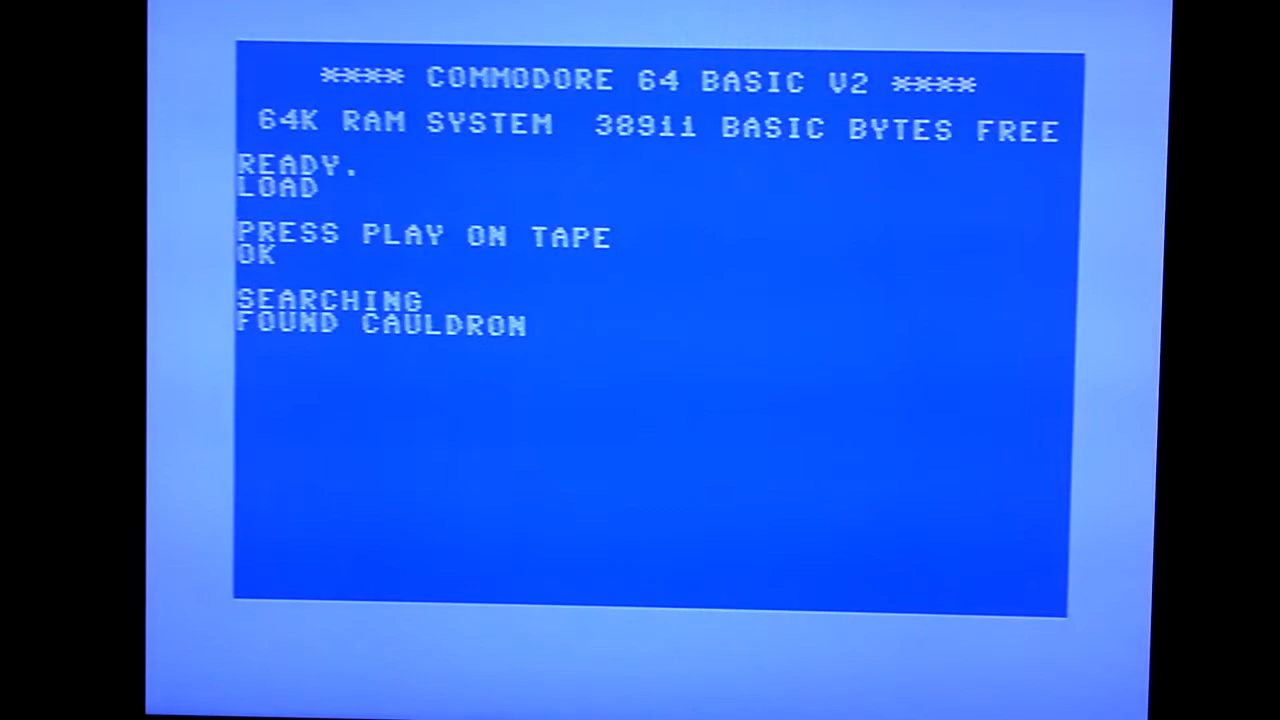 **** COMMODORE 64 BASIC V2 ****
64K RAM SYSTEM  38911 BASIC BYTES FREE
READY.
LOAD
PRESS PLAY ON TAPE
OK
SEARCHING
FOUND CAULDRON